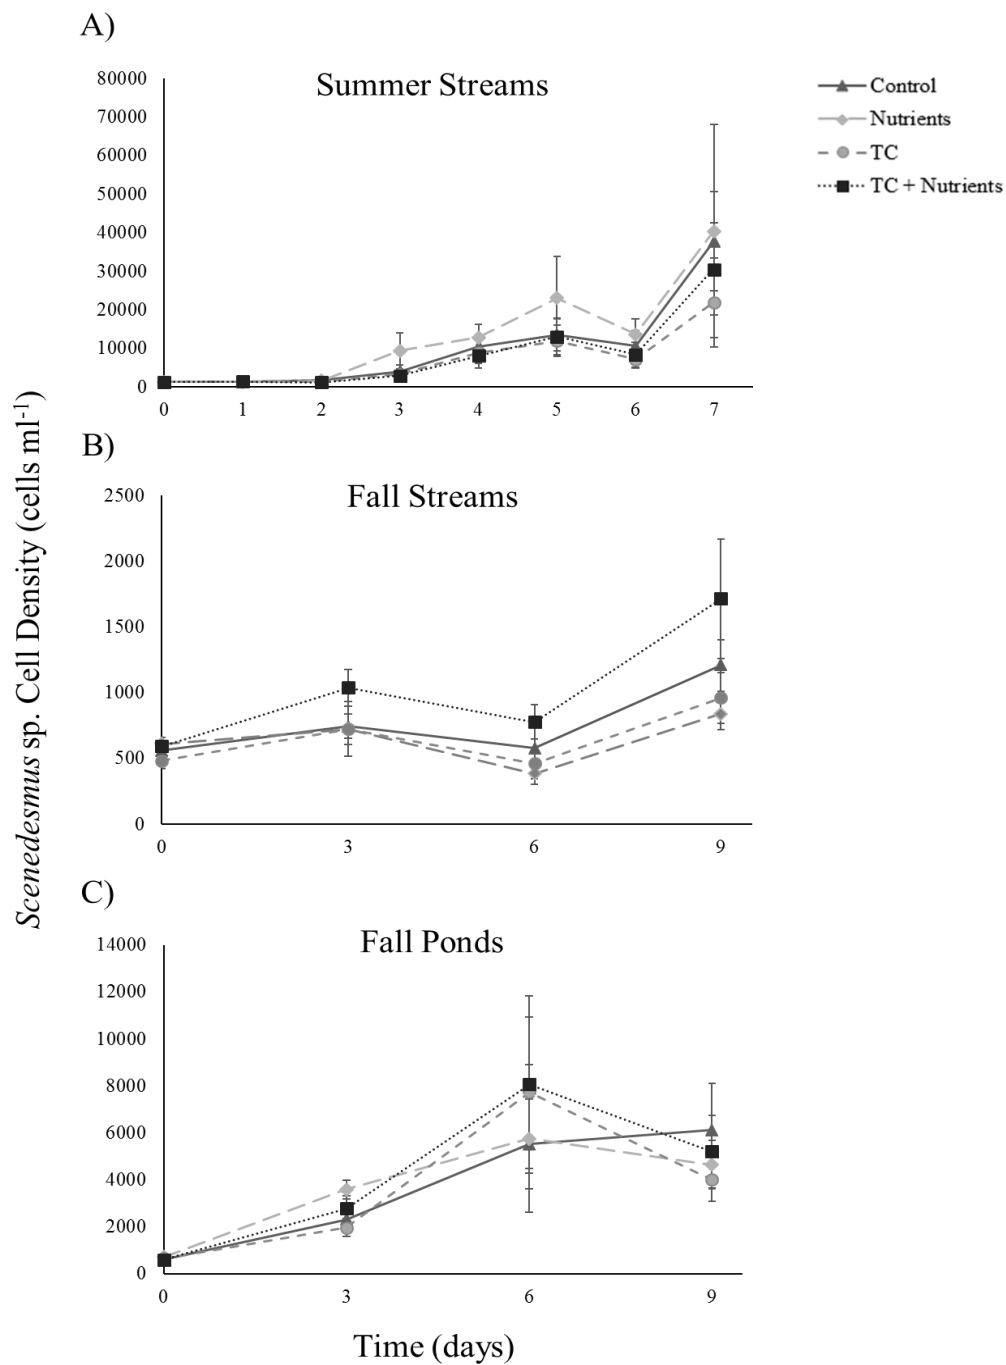 A)
Summer Streams
80000
70000
60000
50000
40000
30000
20000
10000
0
0 1 2 3 4 5 6 7
Control
Nutrients
TC
TC + Nutrients
Scenedesmus sp. Cell Density (cells ml-1)
B)
Fall Streams
2500
2000
1500
1000
500
0
0 3 6 9
C)
Fall Ponds
14000
12000
10000
8000
6000
4000
2000
0
0 3 6 9
Time (days)